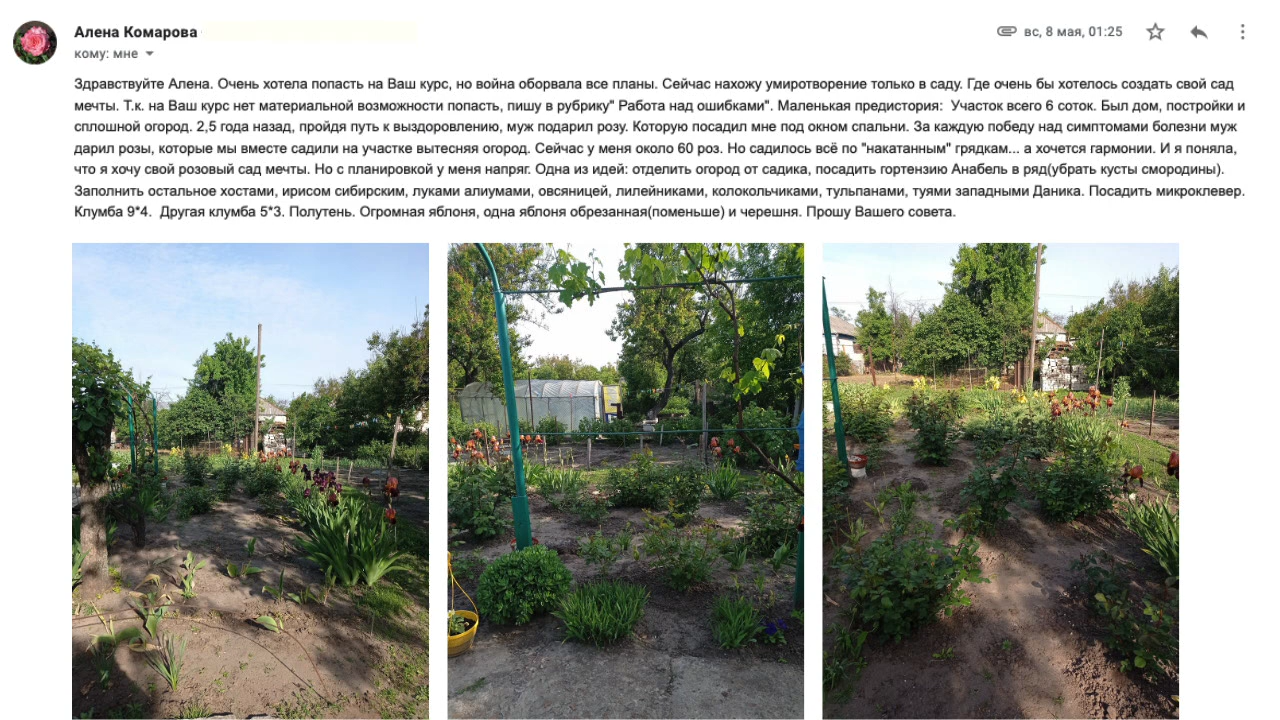 Алена Комарова
вс, 8 мая, 01:25
кому: мне
Здравствуйте Алена. Очень хотела попасть на Ваш курс, но война оборвала все планы. Сейчас нахожу умиротворение только в саду. Где очень бы хотелось создать свой сад
мечты. Т.к. на Ваш курс нет материальной возможности попасть, пишу в рубрику" Работа над ошибками". Маленькая предистория:  Участок всего 6 соток. Был дом, постройки и
сплошной огород. 2,5 года назад, пройдя путь к выздоровлению, муж подарил розу. Которую посадил мне под окном спальни. За каждую победу над симптомами болезни муж
дарил розы, которые мы вместе садили на участке вытесняя огород. Сейчас у меня около 60 роз. Но садилось всё по "накатанным" грядкам... а хочется гармонии. И я поняла,
что я хочу свой розовый сад мечты. Но с планировкой у меня напряг. Одна из идей: отделить огород от садика, посадить гортензию Анабель в ряд(убрать кусты смородины).
Заполнить остальное хостами, ирисом сибирским, луками алиумами, овсяницей, лилейниками, колокольчиками, тульпанами, туями западными Даника. Посадить микроклевер.
Клумба 9*4.  Другая клумба 5*3. Полутень. Огромная яблоня, одна яблоня обрезанная(поменьше) и черешня. Прошу Вашего совета.